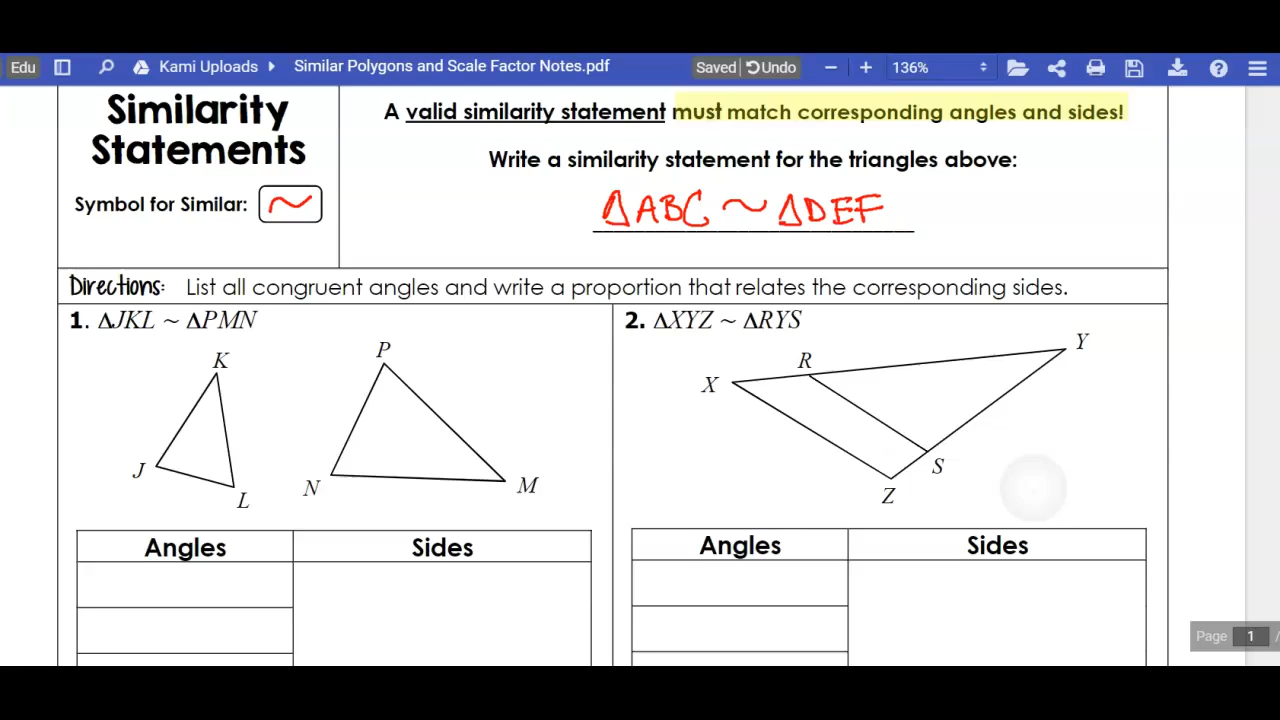 Edu Kami Uploads Similar Polygons and Scale Factor Notes.pdf Saved Undo 136%
Similarity
Statements
Symbol for Similar: ~
A valid similarity statement must match corresponding angles and sides!
Write a similarity statement for the triangles above:
ΔABC ~ ΔDEF
Directions: List all congruent angles and write a proportion that relates the corresponding sides.
1. ΔJKL ~ ΔPMN
K
P
J
L
N
M
Angles Sides
2. ΔXYZ ~ ΔRYS
Y
R
X
S
Z
Angles Sides
Page 1 /